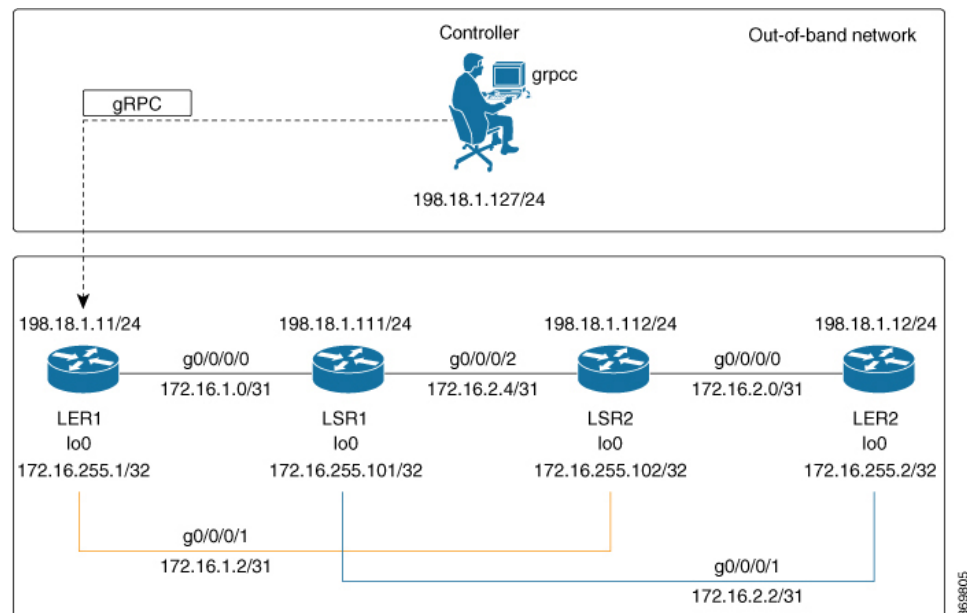 Controller
Out-of-band network
grpcc
gRPC
198.18.1.127/24
198.18.1.11/24
198.18.1.111/24
198.18.1.112/24
198.18.1.12/24
g0/0/0/0
g0/0/0/2
g0/0/0/0
172.16.1.0/31
172.16.2.4/31
172.16.2.0/31
LER1
LSR1
LSR2
LER2
lo0
lo0
lo0
lo0
172.16.255.1/32
172.16.255.101/32
172.16.255.102/32
172.16.255.2/32
g0/0/0/1
172.16.1.2/31
g0/0/0/1
172.16.2.2/31